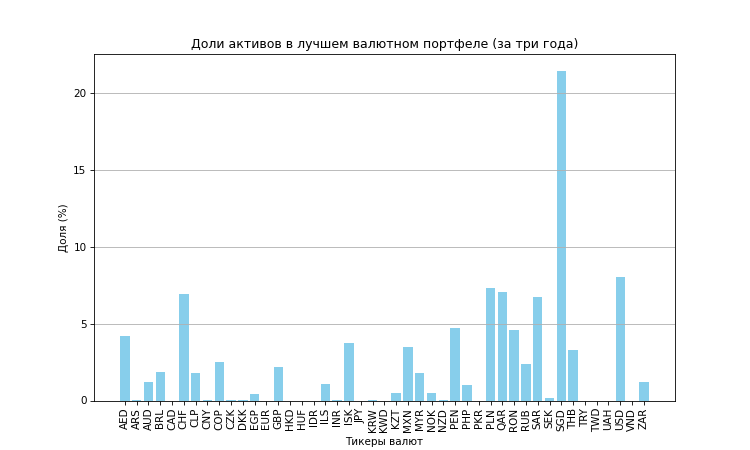 Доли активов в лучшем валютном портфеле (за три года)
Доля (%)
20
15
10
5
0
AED ARS AUD BRL CAD CHF CLP CNY COP CZK DKK EGP EUR GBP HKD HUF IDR ILS INR ISK JPY KRW KWD KZT MXN MYR NOK NZD PEN PHP PKR PLN QAR RON RUB SAR SEK SGD THB TRY TWD UAH USD VND ZAR
Тикеры валют